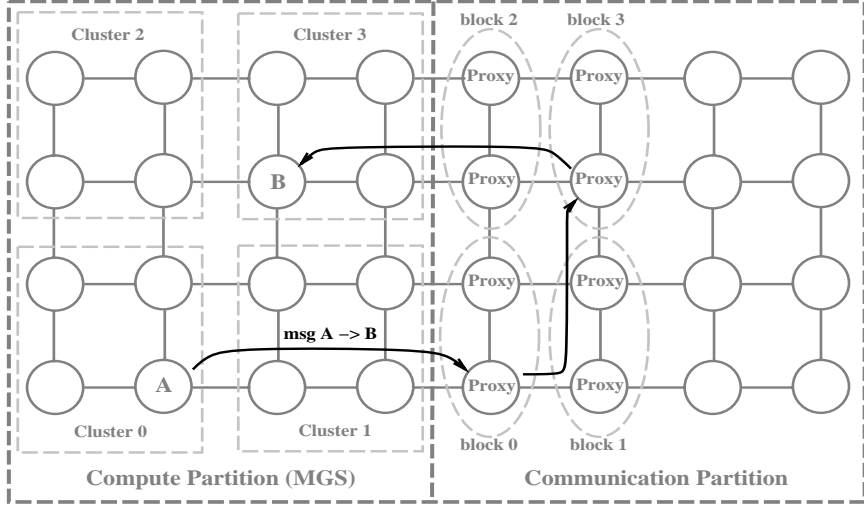 block 2
block 3
Cluster 2
Cluster 3
Proxy
Proxy
B
Proxy
Proxy
Proxy
Proxy
msg A −> B
A
Proxy
Proxy
Cluster 0
Cluster 1
block 0
block 1
Compute Partition (MGS)
Communication Partition